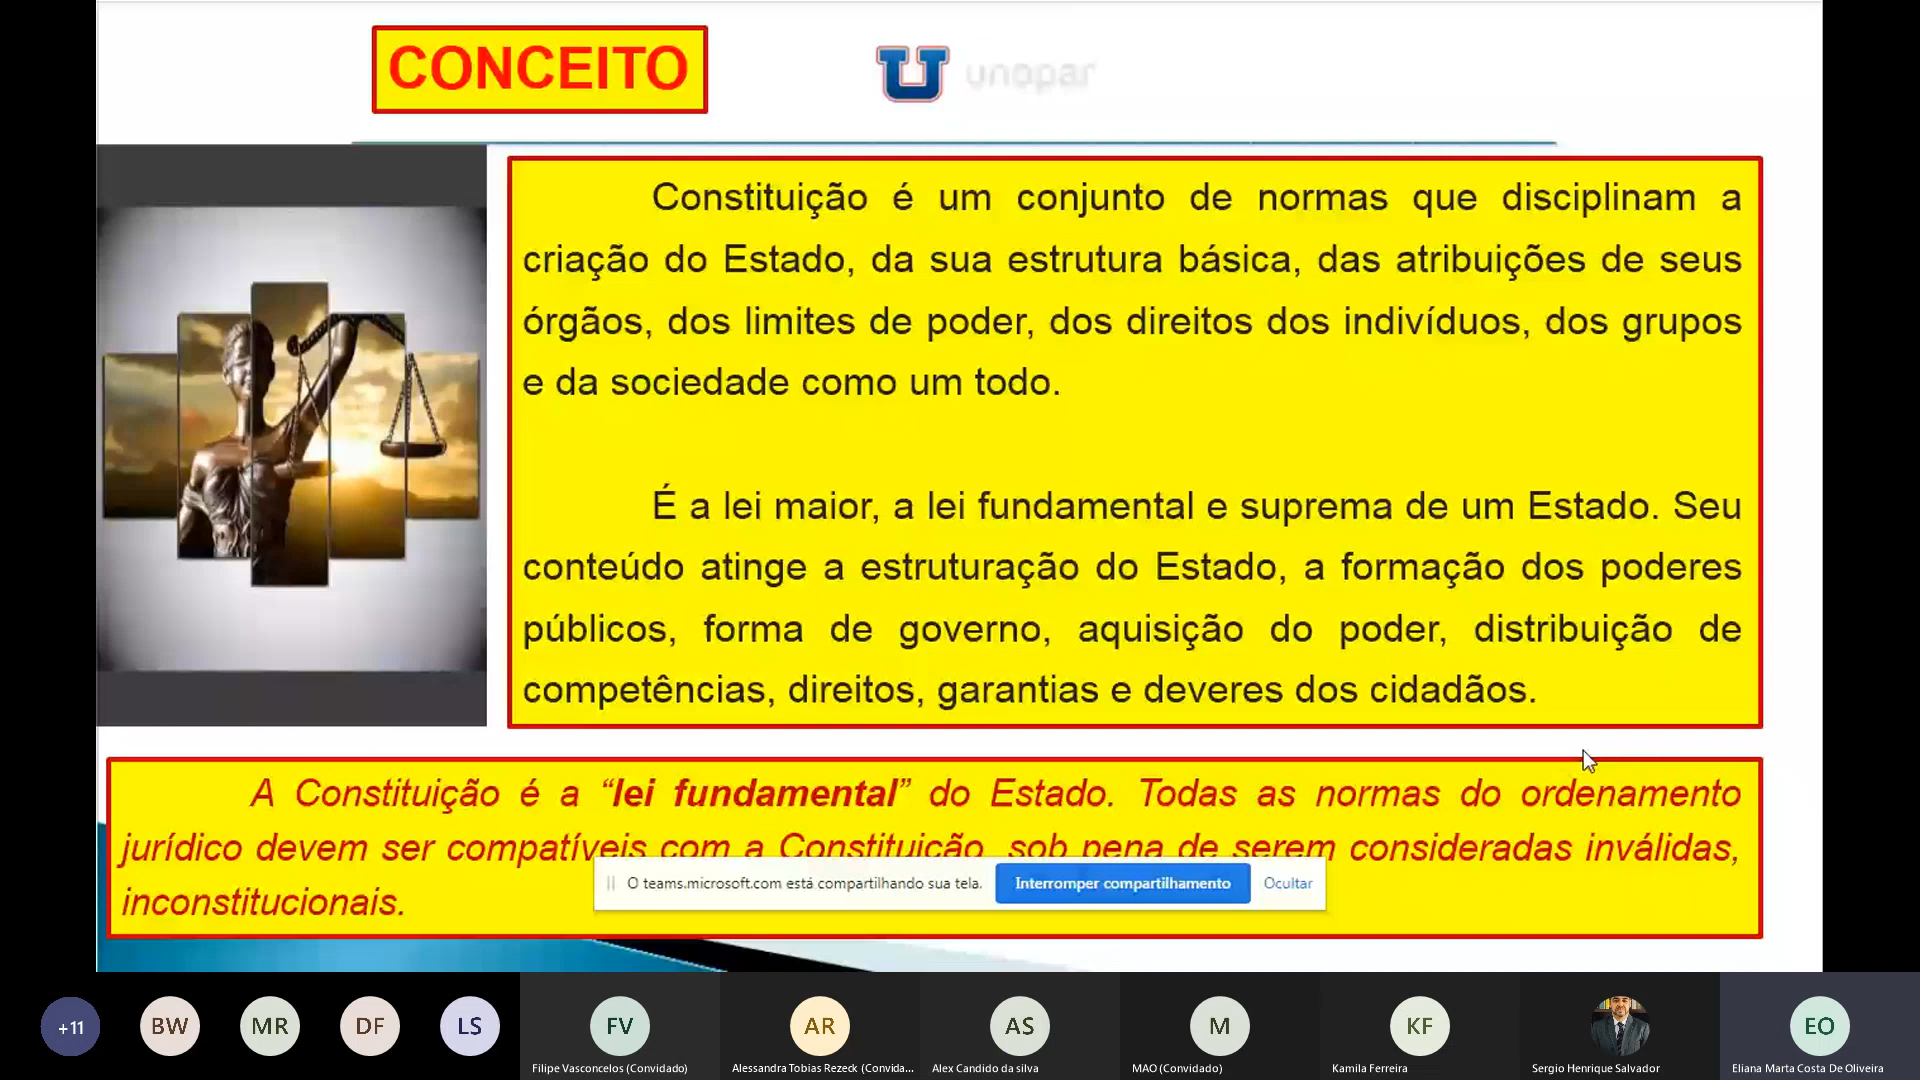 CONCEITO
unopar
Constituição é um conjunto de normas que disciplinam a
criação do Estado, da sua estrutura básica, das atribuições de seus
órgãos, dos limites de poder, dos direitos dos indivíduos, dos grupos
e da sociedade como um todo.
É a lei maior, a lei fundamental e suprema de um Estado. Seu
conteúdo atinge a estruturação do Estado, a formação dos poderes
públicos, forma de governo, aquisição do poder, distribuição de
competências, direitos, garantias e deveres dos cidadãos.
A Constituição é a “lei fundamental” do Estado. Todas as normas do ordenamento
jurídico devem ser compatíveis com a Constituição, sob pena de serem consideradas inválidas,
inconstitucionais.
O teams.microsoft.com está compartilhando sua tela.
Interromper compartilhamento
Ocultar
+11
BW
MR
DF
LS
FV
AR
AS
M
KF
EO
Filipe Vasconcelos (Convidado)
Alessandra Tobias Rezeck (Convida...
Alex Candido da silva
MAO (Convidado)
Kamila Ferreira
Sergio Henrique Salvador
Eliana Marta Costa De Oliveira